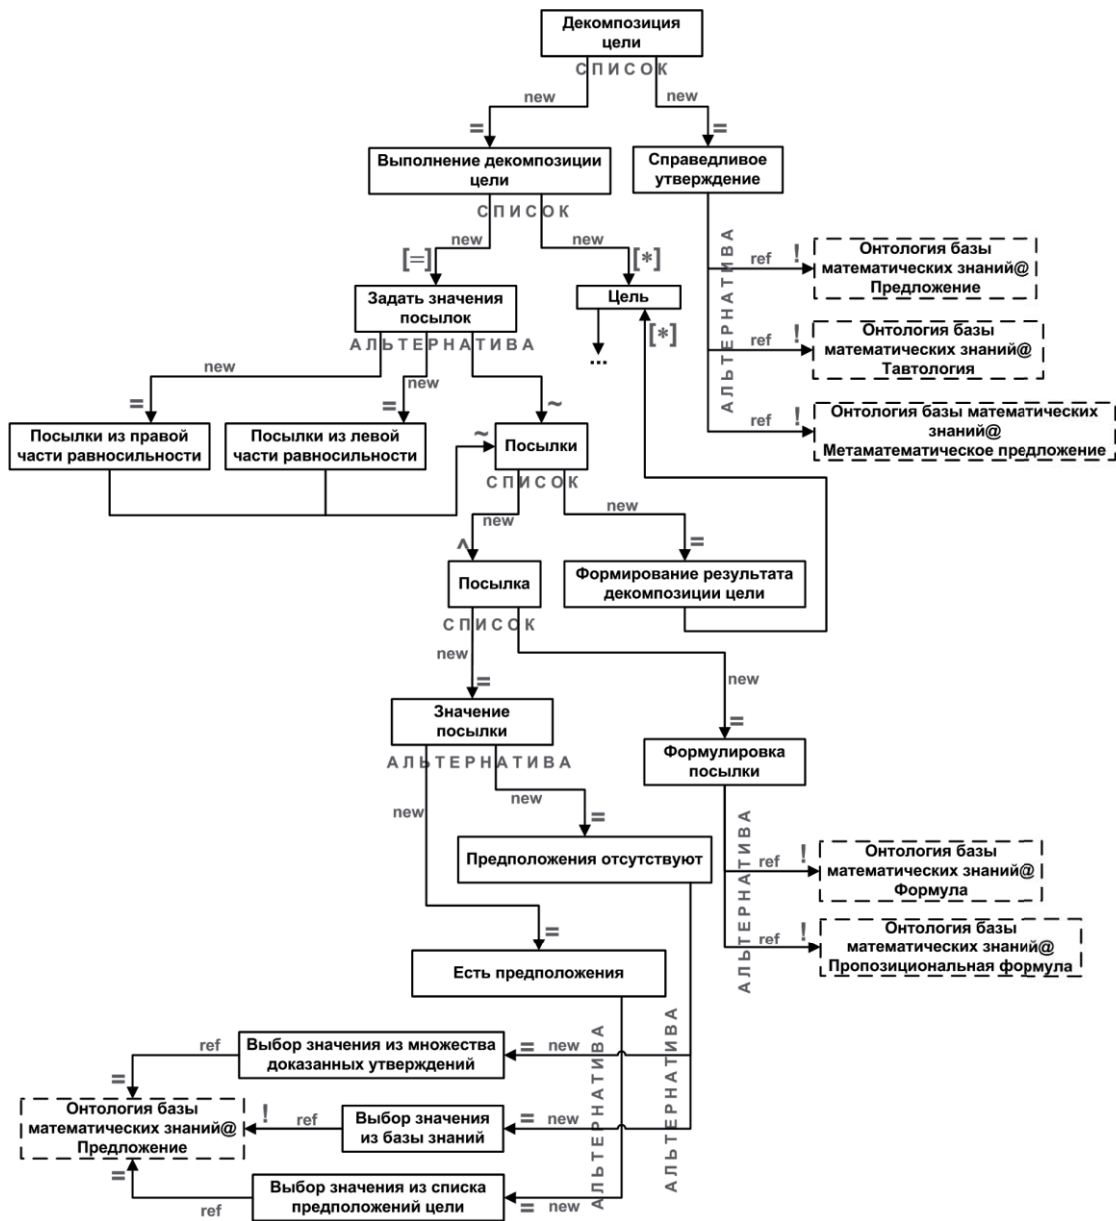 Декомпозиция
цели
СПИСОК
new
new
=
=
Выполнение декомпозиции
цели
Справедливое
утверждение
СПИСОК
new
new
[=]
[*]
АЛЬТЕРНАТИВА
ref
!
Онтология базы
математических знаний@
Предложение
Задать значения
посылок
Цель
АЛЬТЕРНАТИВА
[*]
...
ref
!
Онтология базы
математических знаний@
Тавтология
new
new
=
=
~
ref
!
Онтология базы математических
знаний@
Метаматематическое предложение
Посылки из правой
части равносильности
Посылки из левой
части равносильности
~
Посылки
СПИСОК
new
new
^
=
Посылка
Формирование результата
декомпозиции цели
СПИСОК
new
new
=
=
Значение
посылки
Формулировка
посылки
АЛЬТЕРНАТИВА
new
new
=
АЛЬТЕРНАТИВА
Предположения отсутствуют
ref
!
Онтология базы
математических знаний@
Формула
=
ref
!
Онтология базы
математических знаний@
Пропозициональная формула
Есть предположения
АЛЬТЕРНАТИВА
АЛЬТЕРНАТИВА
ref
Выбор значения из множества
доказанных утверждений
=
new
=
Онтология базы
математических знаний@
Предложение
!
ref
Выбор значения
из базы знаний
=
new
=
ref
Выбор значения из списка
предположений цели
=
new